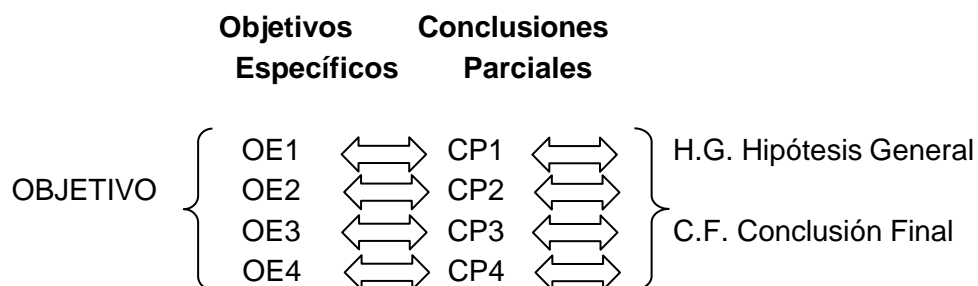 Objetivos Conclusiones
Específicos Parciales
OE1 CP1 H.G. Hipótesis General
OBJETIVO OE2 CP2
OE3 CP3 C.F. Conclusión Final
OE4 CP4